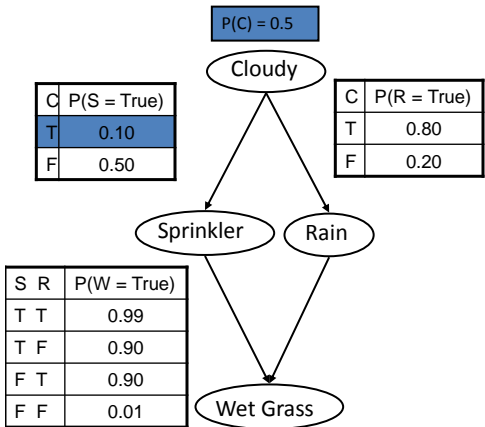 P(C) = 0.5
Cloudy
C P(S = True)
T 0.10
F 0.50
C P(R = True)
T 0.80
F 0.20
Sprinkler
Rain
S R P(W = True)
T T 0.99
T F 0.90
F T 0.90
F F 0.01
Wet Grass